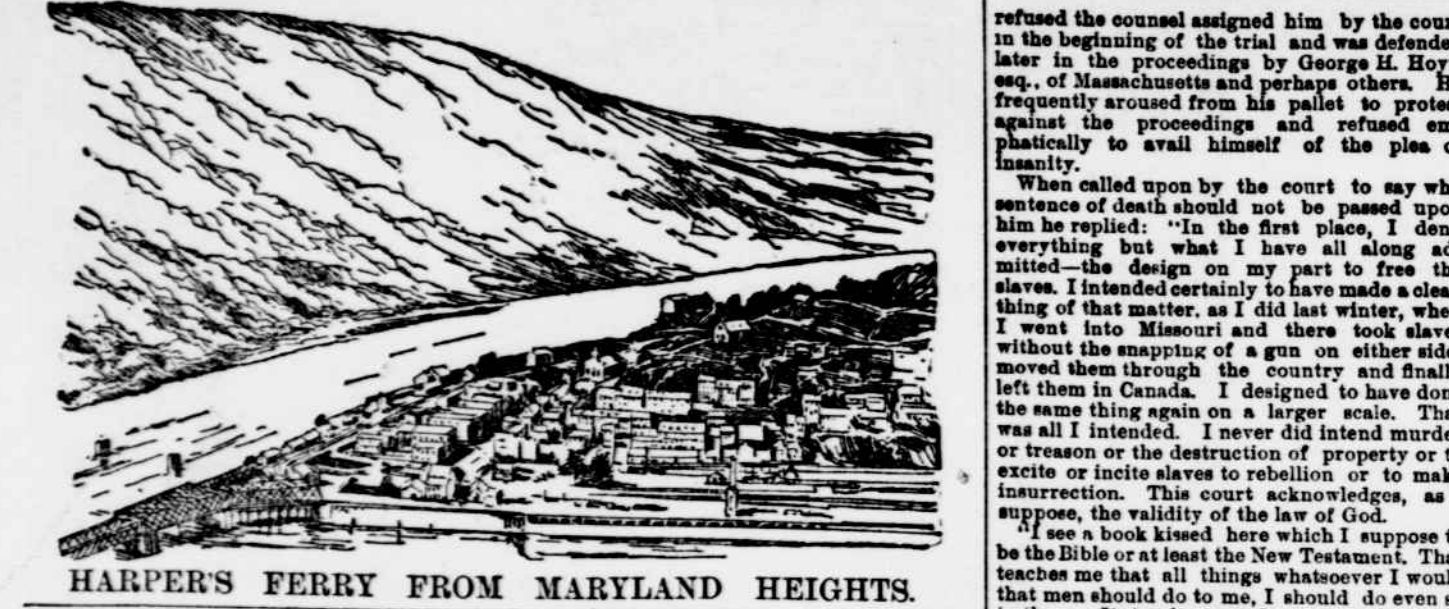 HARPER'S FERRY FROM MARYLAND HEIGHTS.
refused the counsel assigned him by the cour
in the beginning of the trial and was defende
later in the proceedings by George H. Hoy
esq., of Massachusetts and perhaps others. H
frequently aroused from his pallet to prote
against the proceedings and refused em
phatically to avail himself of the plea o
insanity.
When called upon by the court to say wh
sentence of death should not be passed upo
him he replied: "In the first place, I den
everything but what I have all along ad
mitted—the design on my part to free th
slaves. I intended certainly to have made a clea
thing of that matter, as I did last winter, whe
I went into Missouri and there took slave
without the snapping of a gun on either side
moved them through the country and finall
left them in Canada. I designed to have don
the same thing again on a larger scale. Tha
was all I intended. I never did intend murde
or treason or the destruction of property or t
excite or incite slaves to rebellion or to mak
insurrection. This court acknowledges, as
suppose, the validity of the law of God.
"I see a book kissed here which I suppose t
be the Bible or at least the New Testament. Tha
teaches me that all things whatsoever I woul
that men should do to me, I should do even s